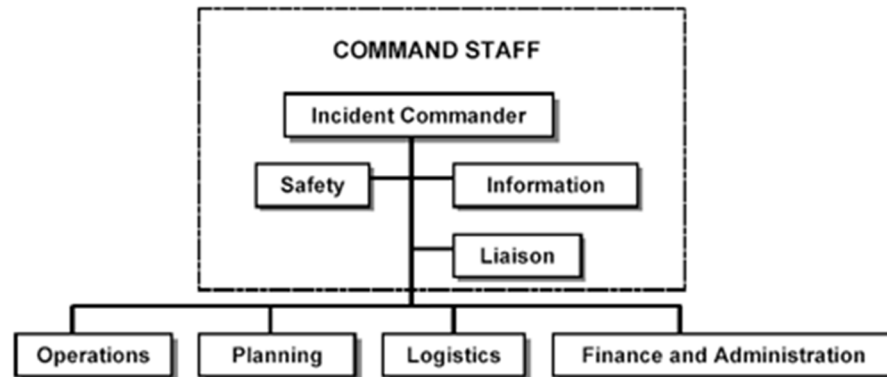 COMMAND STAFF
Incident Commander
Safety
Information
Liaison
Operations
Planning
Logistics
Finance and Administration